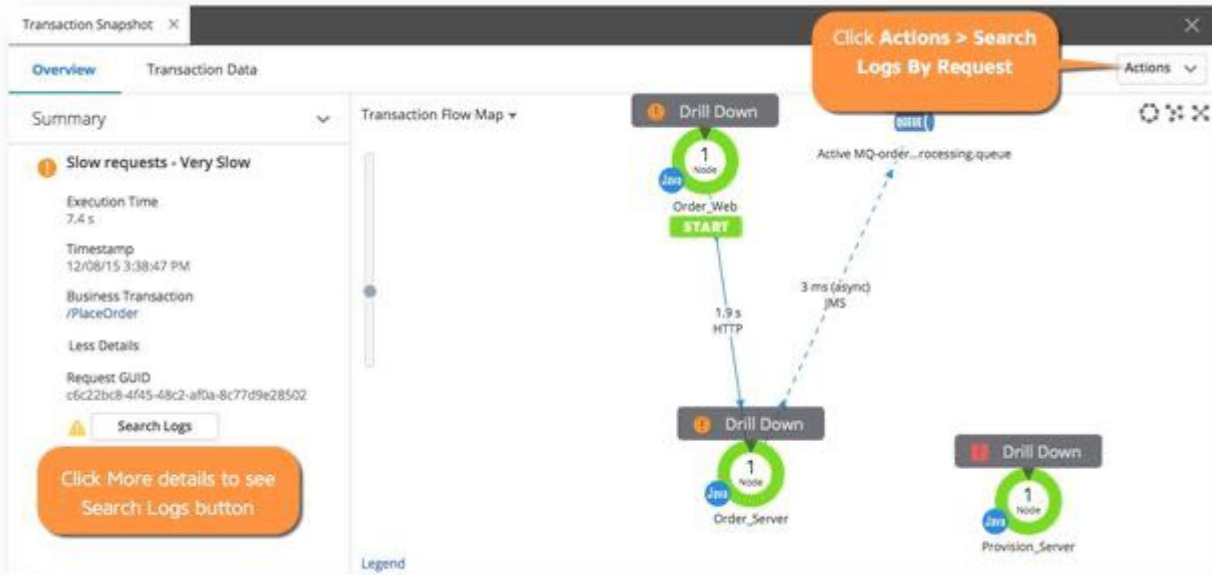 Transaction Snapshot ×
Overview
Transaction Data
Click Actions > Search
Logs By Request
Actions
Summary
Slow requests - Very Slow
Execution Time
7.4 s
Timestamp
12/08/15 3:38:47 PM
Business Transaction
/PlaceOrder
Less Details
Request GUID
c6c22bc8-4f45-48c2-af0a-8c77d9e28502
Search Logs
Click More details to see
Search Logs button
Transaction Flow Map
Drill Down
1
Node
Java
Order_Web
START
QUEUE
Active MQ-order...rocessing.queue
3 ms (async)
JMS
1.9 s
HTTP
Drill Down
1
Node
Java
Order_Server
Drill Down
1
Node
Java
Provision_Server
Legend